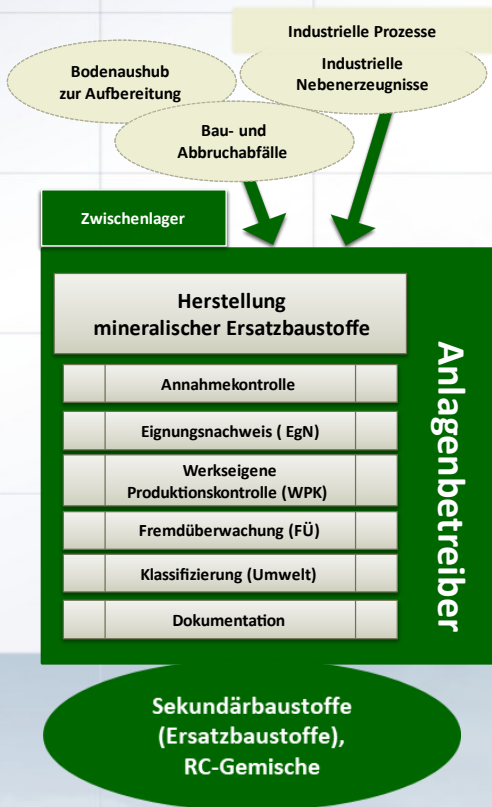 Industrielle Prozesse
Industrielle
Nebenerzeugnisse
Bodenaushub
zur Aufbereitung
Bau- und
Abbruchabfälle
Zwischenlager
Herstellung
mineralischer Ersatzbaustoffe
Annahmekontrolle
Eignungsnachweis ( EgN)
Werkseigene
Produktionskontrolle (WPK)
Fremdüberwachung (FÜ)
Klassifizierung (Umwelt)
Dokumentation
Anlagenbetreiber
Sekundärbaustoffe
(Ersatzbaustoffe),
RC-Gemische